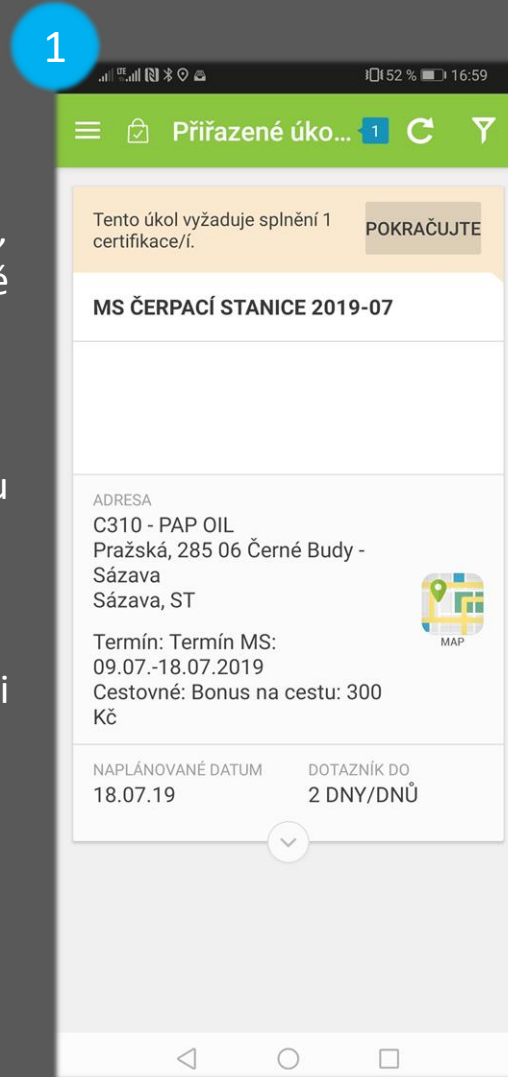 1
LTE
52 % 16:59
Přiřazené úko... 1
Tento úkol vyžaduje splnění 1
certifikace/í.
POKRAČUJTE
MS ČERPACÍ STANICE 2019-07
ADRESA
C310 - PAP OIL
Pražská, 285 06 Černé Budy -
Sázava
Sázava, ST
MAP
Termín: Termín MS:
09.07.-18.07.2019
Cestovné: Bonus na cestu: 300
Kč
NAPLÁNOVANÉ DATUM DOTAZNÍK DO
18.07.19 2 DNY/DNŮ